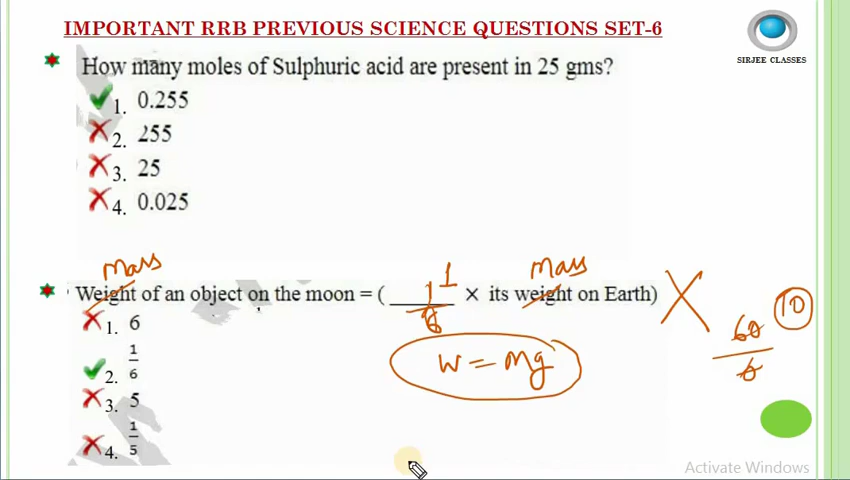 IMPORTANT RRB PREVIOUS SCIENCE QUESTIONS SET-6
SIRJEE CLASSES
How many moles of Sulphuric acid are present in 25 gms?
1. 0.255
2. 255
3. 25
4. 0.025
mass
mass
1
1
Weight of an object on the moon = ( ____ × its weight on Earth)
6
10
60
6
W = mg
1. 6
2. 1/6
3. 5
4. 1/5
Activate Windows